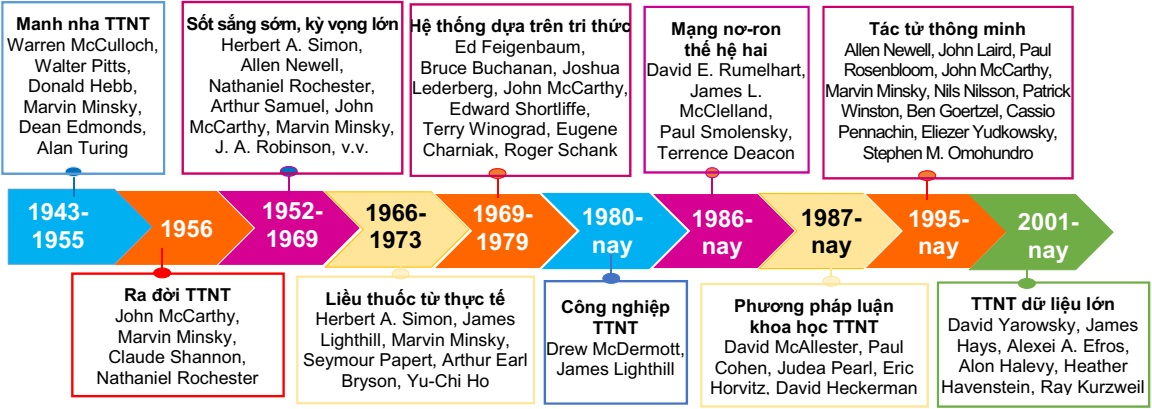 Manh nha TTNT
Warren McCulloch,
Walter Pitts,
Donald Hebb,
Marvin Minsky,
Dean Edmonds,
Alan Turing
Sốt sắng sớm, kỳ vọng lớn
Herbert A. Simon,
Allen Newell,
Nathaniel Rochester,
Arthur Samuel, John
McCarthy, Marvin Minsky,
J. A. Robinson, v.v.
Hệ thống dựa trên tri thức
Ed Feigenbaum,
Bruce Buchanan, Joshua
Lederberg, John McCarthy,
Edward Shortliffe,
Terry Winograd, Eugene
Charniak, Roger Schank
Mạng nơ-ron
thế hệ hai
David E. Rumelhart,
James L.
McClelland,
Paul Smolensky,
Terrence Deacon
Tác tử thông minh
Allen Newell, John Laird, Paul
Rosenbloom, John McCarthy,
Marvin Minsky, Nils Nilsson, Patrick
Winston, Ben Goertzel, Cassio
Pennachin, Eliezer Yudkowsky,
Stephen M. Omohundro
1943-
1955
1956
1952-
1969
1966-
1973
1969-
1979
1980-
nay
1986-
nay
1987-
nay
1995-
nay
2001-
nay
Ra đời TTNT
John McCarthy,
Marvin Minsky,
Claude Shannon,
Nathaniel Rochester
Liều thuốc từ thực tế
Herbert A. Simon, James
Lighthill, Marvin Minsky,
Seymour Papert, Arthur Earl
Bryson, Yu-Chi Ho
Công nghiệp
TTNT
Drew McDermott,
James Lighthill
Phương pháp luận
khoa học TTNT
David McAllester, Paul
Cohen, Judea Pearl, Eric
Horvitz, David Heckerman
TTNT dữ liệu lớn
David Yarowsky, James
Hays, Alexei A. Efros,
Alon Halevy, Heather
Havenstein, Ray Kurzweil